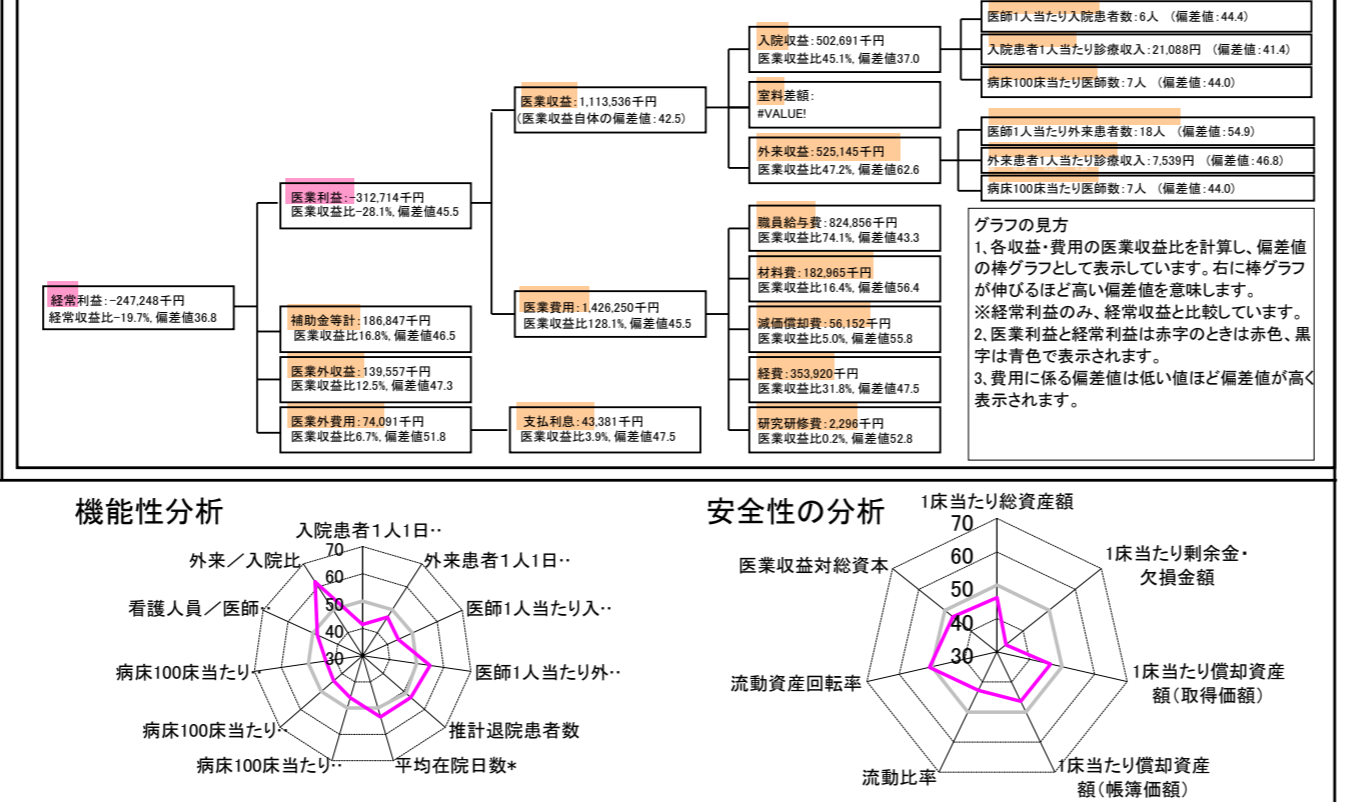 医師1人当たり入院患者数:6人 (偏差値:44.4)
入院収益:502,691千円
医業収益比45.1%, 偏差値37.0
入院患者1人当たり診療収入:21,088円 (偏差値:41.4)
病床100床当たり医師数:7人 (偏差値:44.0)
医業収益:1,113,536千円
(医業収益自体の偏差値:42.5)
室料差額:
#VALUE!
医師1人当たり外来患者数:18人 (偏差値:54.9)
外来収益:525,145千円
医業収益比47.2%, 偏差値62.6
外来患者1人当たり診療収入:7,539円 (偏差値:46.8)
病床100床当たり医師数:7人 (偏差値:44.0)
医業利益:-312,714千円
医業収益比-28.1%, 偏差値45.5
職員給与費:824,856千円
医業収益比74.1%, 偏差値43.3
材料費:182,965千円
医業収益比16.4%, 偏差値56.4
経常利益:-247,248千円
経常収益比-19.7%, 偏差値36.8
医業費用:1,426,250千円
医業収益比128.1%, 偏差値45.5
補助金等計:186,847千円
医業収益比16.8%, 偏差値46.5
減価償却費:56,152千円
医業収益比5.0%, 偏差値55.8
医業外収益:139,557千円
医業収益比12.5%, 偏差値47.3
経費:353,920千円
医業収益比31.8%, 偏差値47.5
医業外費用:74,091千円
医業収益比6.7%, 偏差値51.8
支払利息:43,381千円
医業収益比3.9%, 偏差値47.5
研究研修費:2,296千円
医業収益比0.2%, 偏差値52.8
グラフの見方
1、各収益・費用の医業収益比を計算し、偏差値
の棒グラフとして表示しています。右に棒グラフ
が伸びるほど高い偏差値を意味します。
※経常利益のみ、経常収益と比較しています。
2、医業利益と経常利益は赤字のときは赤色、黒
字は青色で表示されます。
3、費用に係る偏差値は低い値ほど偏差値が高く
表示されます。
機能性分析
入院患者1人1日‥
外来患者1人1日‥
医師1人当たり入‥
医師1人当たり外‥
推計退院患者数
平均在院日数*
病床100床当たり‥
病床100床当たり‥
病床100床当たり‥
看護人員/医師‥
外来/入院比
70
60
50
40
30
安全性の分析
1床当たり総資産額
1床当たり剰余金・
欠損金額
1床当たり償却資産
額(取得価額)
1床当たり償却資産
額(帳簿価額)
流動比率
流動資産回転率
医業収益対総資本
70
60
50
40
30